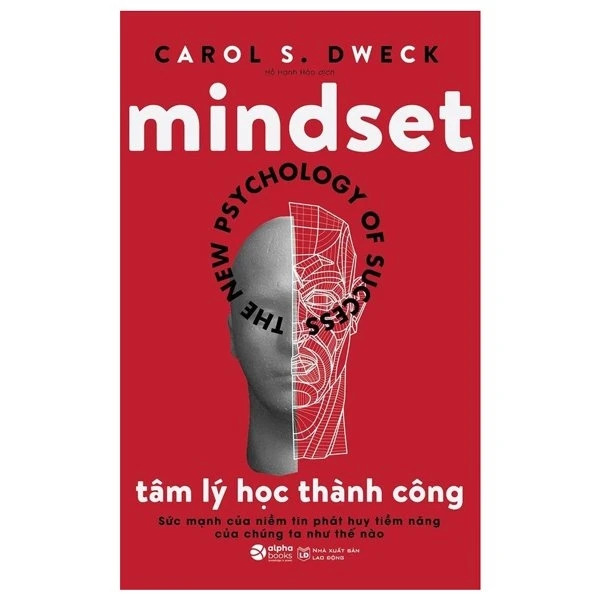 CAROL S. DWECK
Hồ Hạnh Hảo dịch
mindset
THE NEW PSYCHOLOGY OF SUCCESS
tâm lý học thành công
Sức mạnh của niềm tin phát huy tiềm năng
của chúng ta như thế nào
alpha
books
LĐ
NHÀ XUẤT BẢN
LAO ĐỘNG